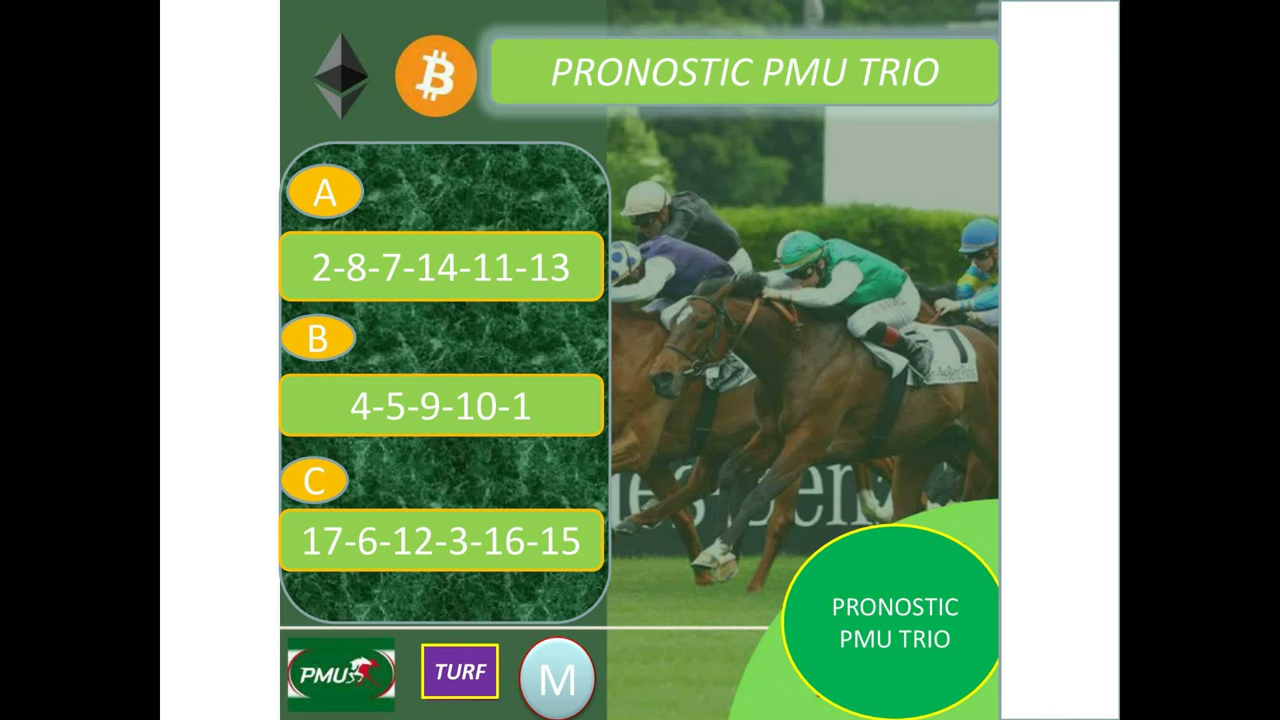 PRONOSTIC PMU TRIO
A
2-8-7-14-11-13
B
4-5-9-10-1
C
17-6-12-3-16-15
1
PRONOSTIC
PMU TRIO
PMU
TURF
M